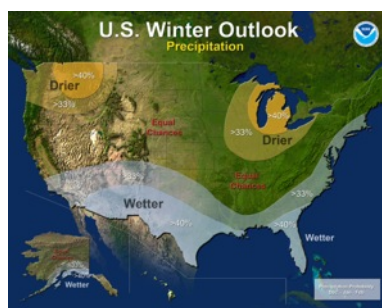 U.S. Winter Outlook
Precipitation
>40%
Drier
>33%
>40%
>33%
Drier
Equal
Chances
Equal
Chances
>33%
>33%
Wetter
>40%
>40%
Wetter
Wetter